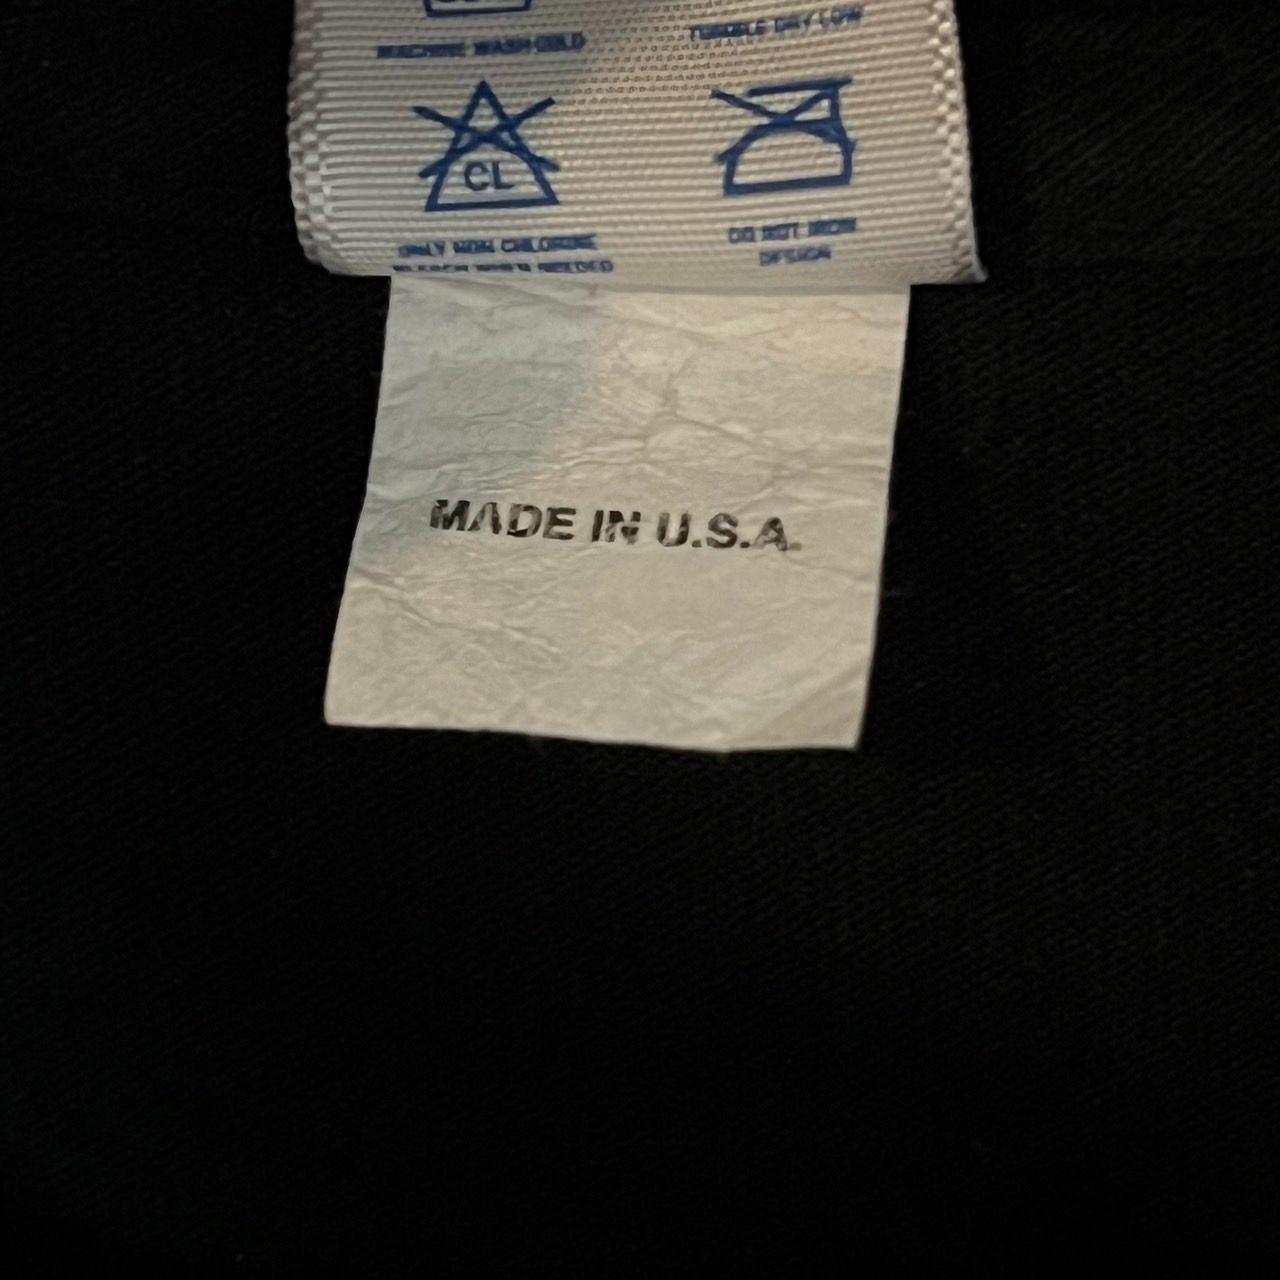 MACHINE WASH COLD
TUMBLE DRY LOW
CL
ONLY NON CHLORINE
BLEACH WHEN NEEDED
DO NOT IRON
DESIGN
MADE IN U.S.A.